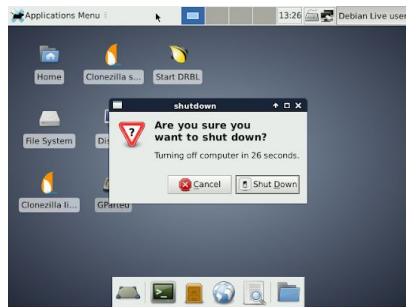 Applications Menu
13:26
Debian Live user
Home
Clonezilla s...
Start DRBL
shutdown
Are you sure you
want to shut down?
Turning off computer in 26 seconds.
Cancel
Shut Down
File System
Clonezilla li...
GParted